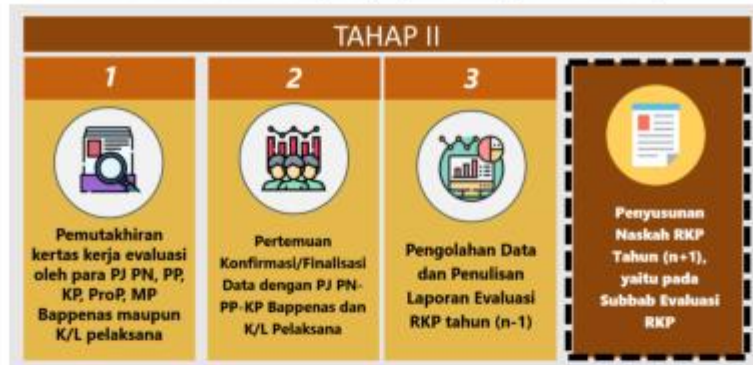 TAHAP II
1
Pemutakhiran
kertas kerja evaluasi
oleh para PJ PN, PP,
KP, ProP, MP
Bappenas maupun
K/L pelaksana
2
Pertemuan
Konfirmasi/Finalisasi
Data dengan PJ PN-
PP-KP Bappenas dan
K/L Pelaksana
3
Pengolahan Data
dan Penulisan
Laporan Evaluasi
RKP tahun (n-1)
Penyusunan
Naskah RKP
Tahun (n+1),
yaitu pada
Subbab Evaluasi
RKP